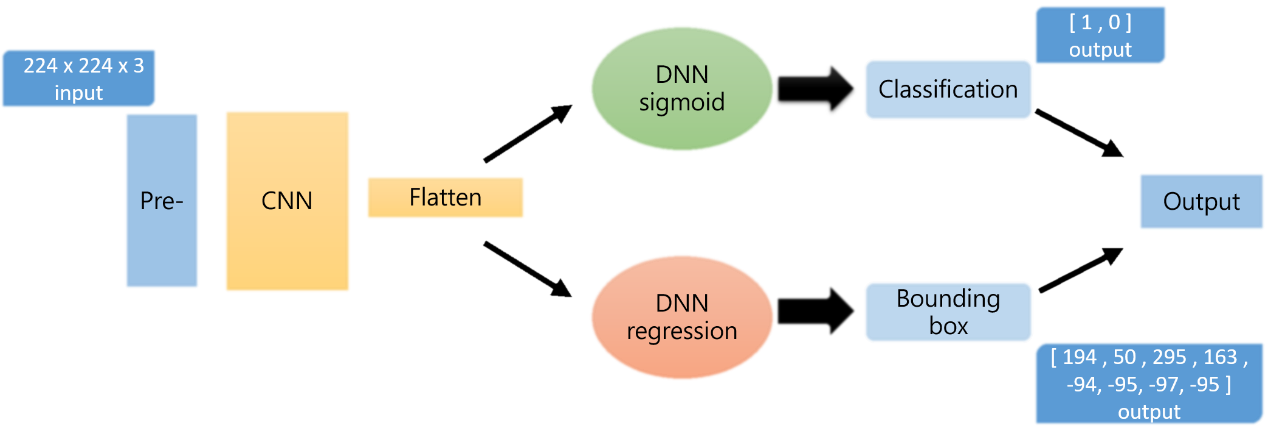 224 x 224 x 3
input
Pre-
CNN
Flatten
DNN
sigmoid
Classification
[ 1 , 0 ]
output
DNN
regression
Bounding
box
[ 194 , 50 , 295 , 163 ,
-94, -95, -97, -95 ]
output
Output